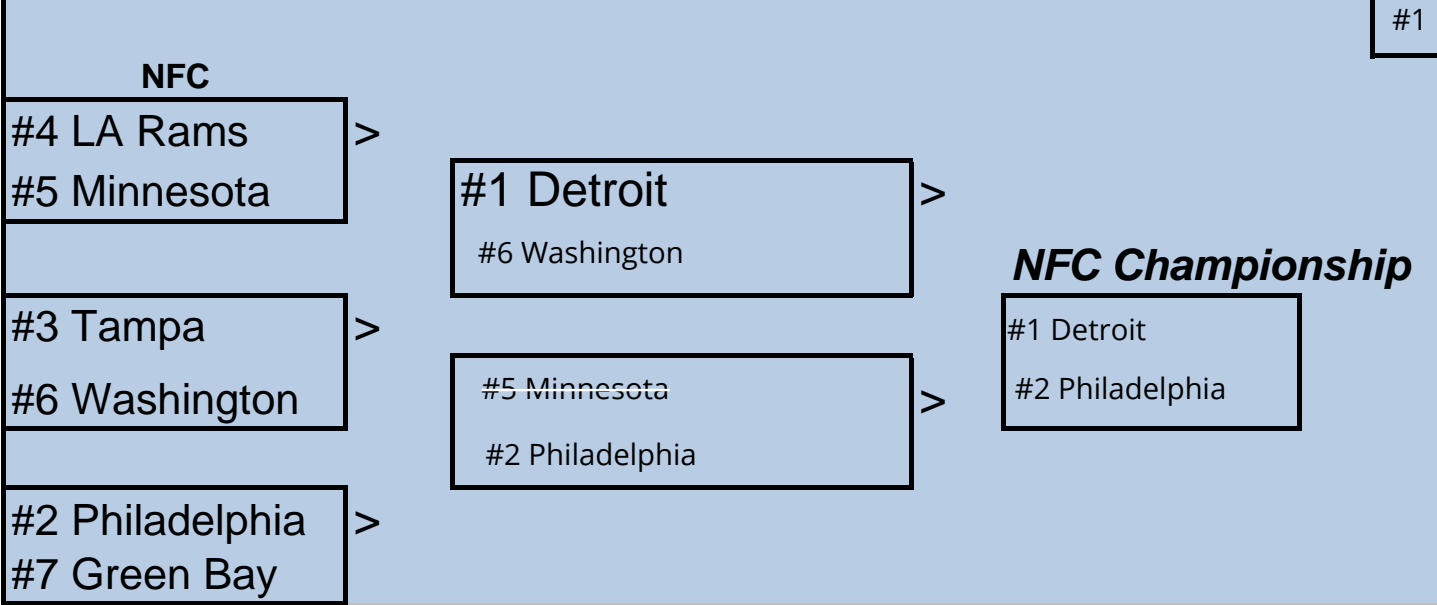 #1
NFC
#4 LA Rams >
#5 Minnesota
#1 Detroit >
#6 Washington
NFC Championship
#3 Tampa >
#6 Washington
#5 Minnesota >
#2 Philadelphia
#1 Detroit
#2 Philadelphia
#2 Philadelphia >
#7 Green Bay